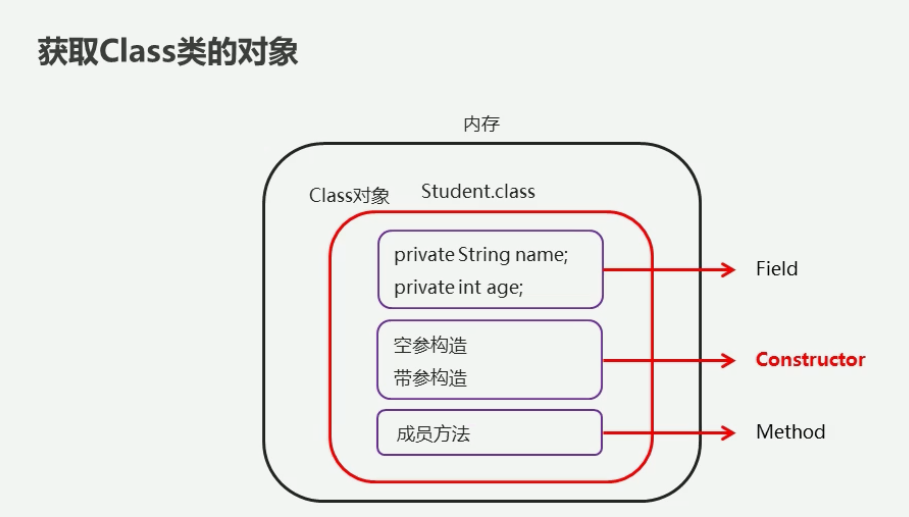 获取Class类的对象
内存
Class对象 Student.class
private String name;
private int age;
Field
空参构造
带参构造
Constructor
成员方法
Method